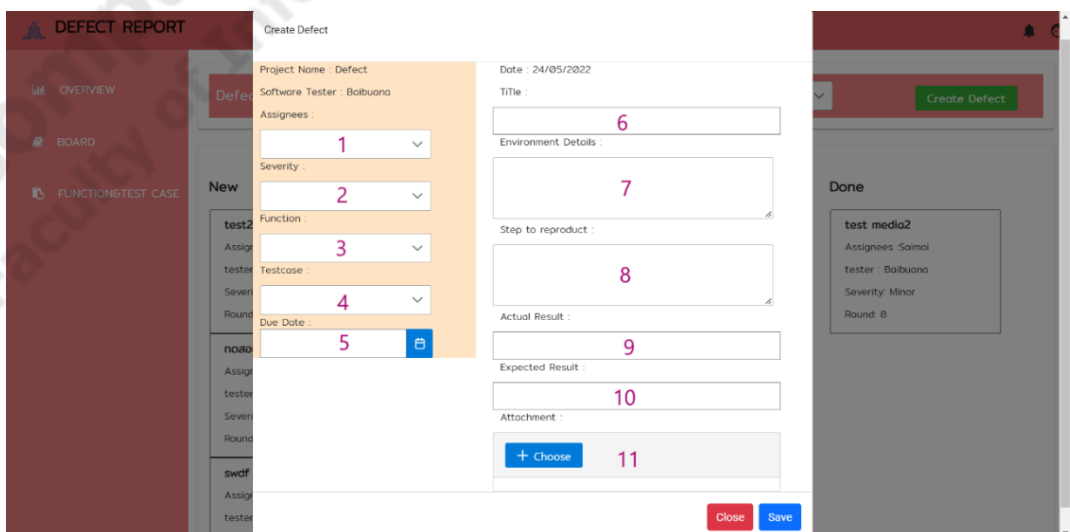 DEFECT REPORT
OVERVIEW
BOARD
FUNCTION&TEST CASE
Create Defect
New
Done
test media2
Assignees :Saimai
tester : Baibuana
Severity: Minor
Round: 8
Create Defect
Project Name : Defect
Software Tester : Baibuana
Assignees :
1
Severity :
2
Function :
3
Testcase :
4
Due Date :
5
Date : 24/05/2022
TiTle :
6
Environment Details :
7
Step to reproduct :
8
Actual Result :
9
Expected Result :
10
Attachment :
+ Choose
11
Close
Save
swdf